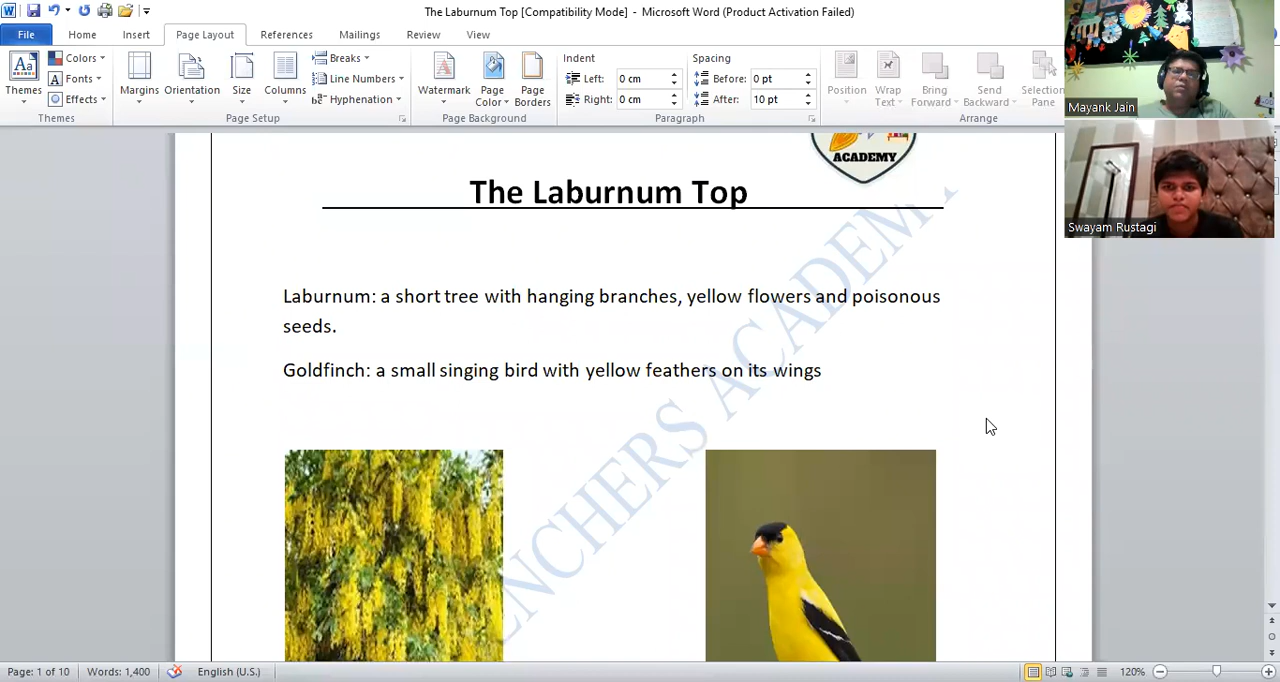 The Laburnum Top [Compatibility Mode] - Microsoft Word (Product Activation Failed)
File Home Insert Page Layout References Mailings Review View
Themes
Colors
Fonts
Effects
Themes
Margins
Orientation
Size
Columns
Breaks
Line Numbers
Hyphenation
Page Setup
Watermark
Page Color
Page Borders
Page Background
Indent
Left: 0 cm
Right: 0 cm
Spacing
Before: 0 pt
After: 10 pt
Paragraph
Position
Wrap Text
Bring Forward
Send Backward
Selection Pane
Arrange
Mayank Jain
Swayam Rustagi
ACADEMY
The Laburnum Top
Laburnum: a short tree with hanging branches, yellow flowers and poisonous
seeds.
Goldfinch: a small singing bird with yellow feathers on its wings
ENCHERS ACADEMY
Page: 1 of 10 Words: 1,400 English (U.S.) 120%